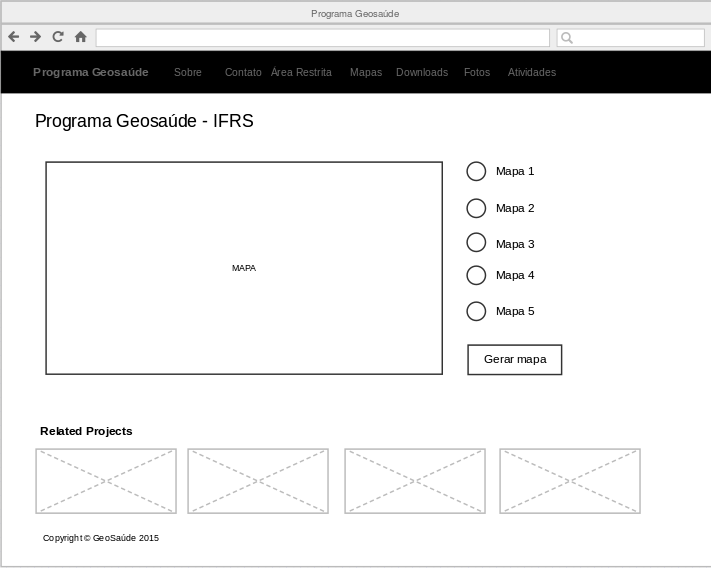 Programa Geosaúde
Programa Geosaúde Sobre Contato Área Restrita Mapas Downloads Fotos Atividades
Programa Geosaúde - IFRS
MAPA
Mapa 1
Mapa 2
Mapa 3
Mapa 4
Mapa 5
Gerar mapa
Related Projects
Copyright © GeoSaúde 2015